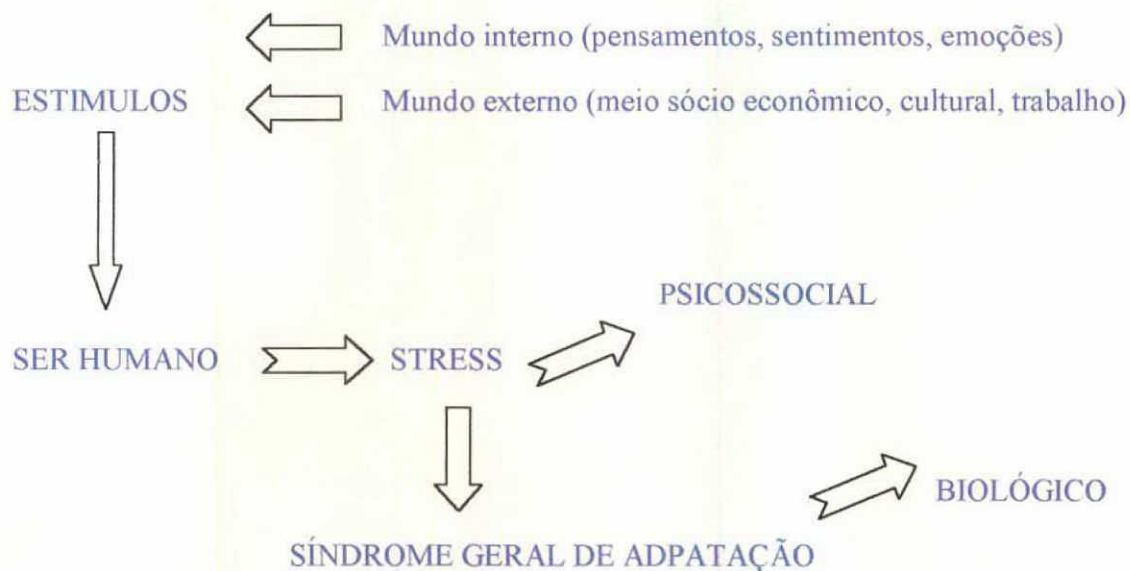 Mundo interno (pensamentos, sentimentos, emoções)
ESTIMULOS
Mundo externo (meio sócio econômico, cultural, trabalho)
PSICOSSOCIAL
SER HUMANO
STRESS
BIOLÓGICO
SÍNDROME GERAL DE ADPATAÇÃO